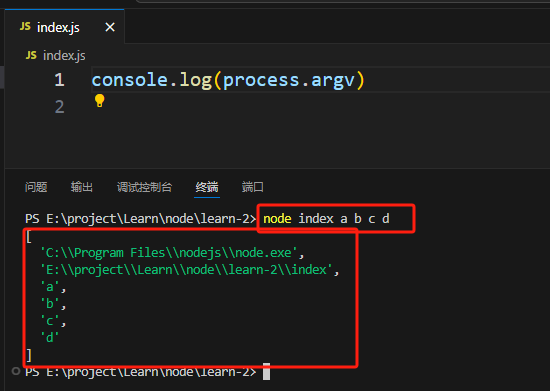 JS index.js ×
JS index.js
1 console.log(process.argv)
2
问题 输出 调试控制台 终端 端口
PS E:\project\Learn\node\learn-2> node index a b c d
[
'C:\\Program Files\\nodejs\\node.exe',
'E:\\project\\Learn\\node\\learn-2\\index',
'a',
'b',
'c',
'd'
]
PS E:\project\Learn\node\learn-2>